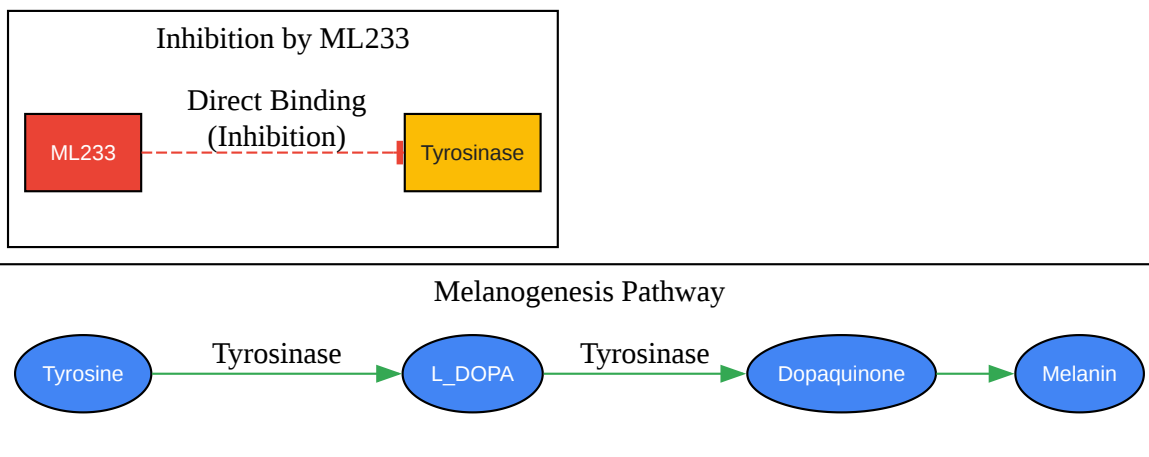 Inhibition by ML233
Direct Binding
(Inhibition)
ML233
Tyrosinase
Melanogenesis Pathway
Tyrosine
Tyrosinase
L_DOPA
Tyrosinase
Dopaquinone
Melanin